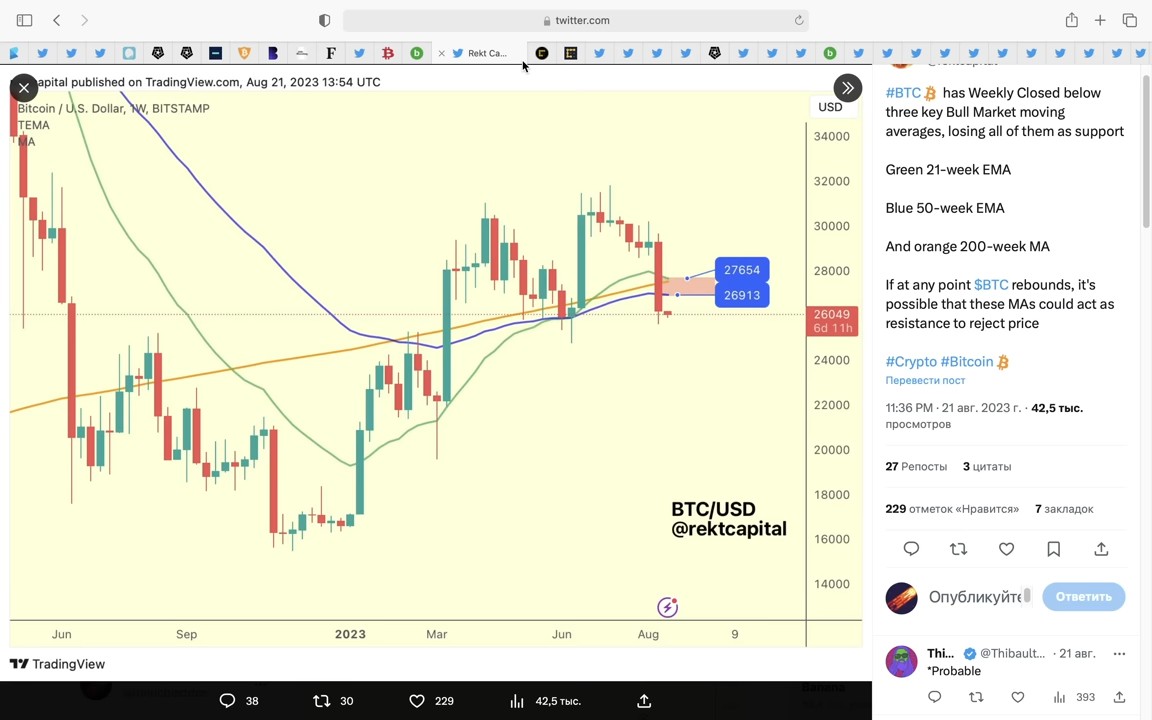 twitter.com
Rekt Ca...
capital published on TradingView.com, Aug 21, 2023 13:54 UTC
Bitcoin / U.S. Dollar, 1W, BITSTAMP
TEMA
MA
USD
34000
32000
30000
28000
27654
26913
26049
6d 11h
24000
22000
20000
18000
16000
14000
BTC/USD
@rektcapital
Jun
Sep
2023
Mar
Jun
Aug
9
TradingView
38
30
229
42,5 тыс.
@rektcapital
#BTC has Weekly Closed below
three key Bull Market moving
averages, losing all of them as support
Green 21-week EMA
Blue 50-week EMA
And orange 200-week MA
If at any point $BTC rebounds, it's
possible that these MAs could act as
resistance to reject price
#Crypto #Bitcoin
Перевести пост
11:36 PM · 21 авг. 2023 г. · 42,5 тыс.
просмотров
27 Репосты 3 цитаты
229 отметок «Нравится» 7 закладок
Опубликуйте
Ответить
Thi... @Thibault... · 21 авг.
*Probable
393